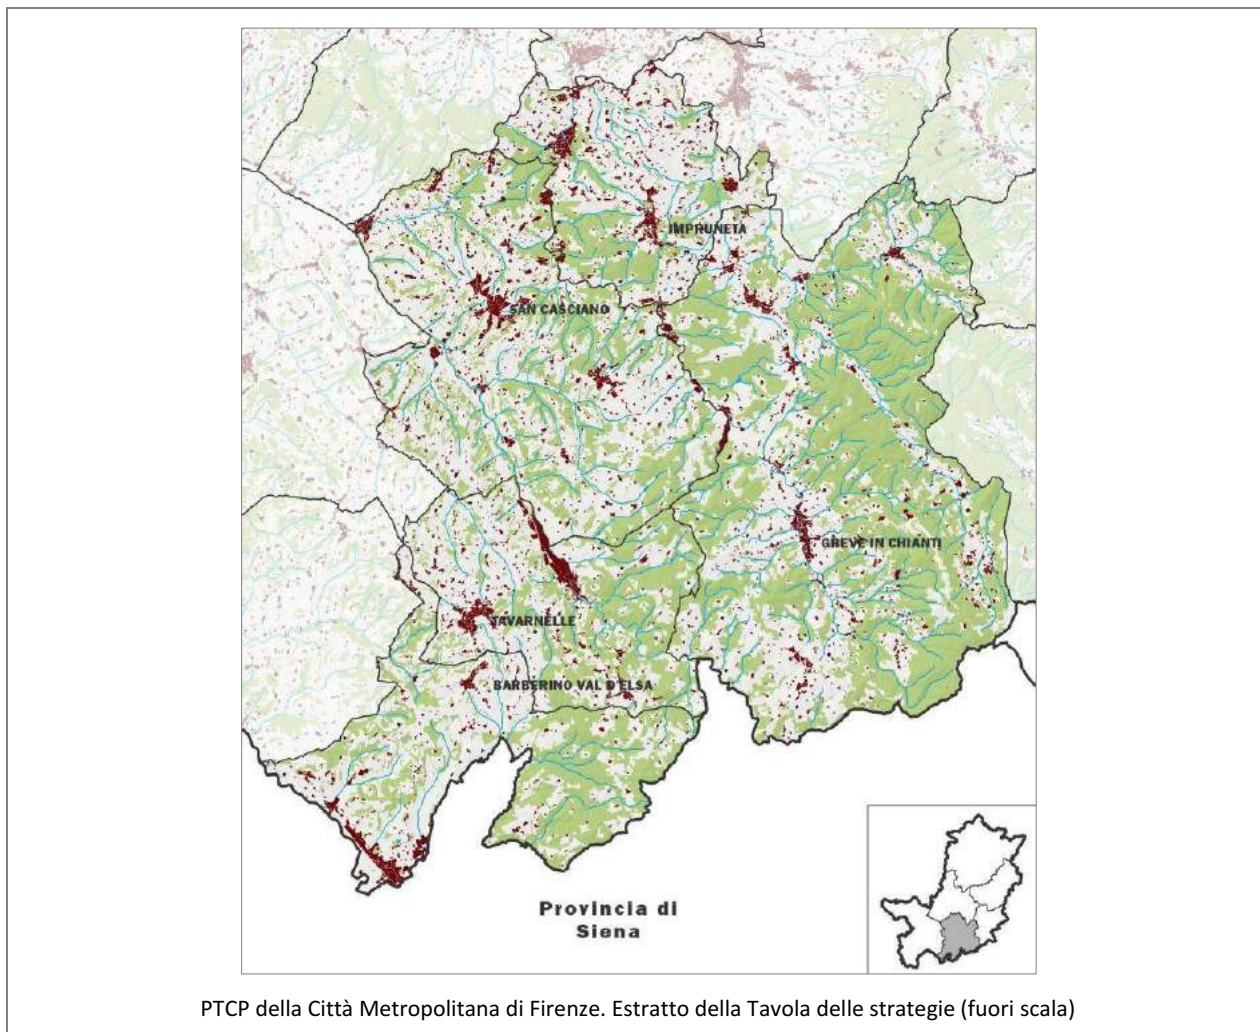 IMPRUNETA
SAN CASCIANO
GREVE IN CHIANTI
TAVARNELLE
BARBERINO VAL D'ELSA
Provincia di
Siena
PTCP della Città Metropolitana di Firenze. Estratto della Tavola delle strategie (fuori scala)